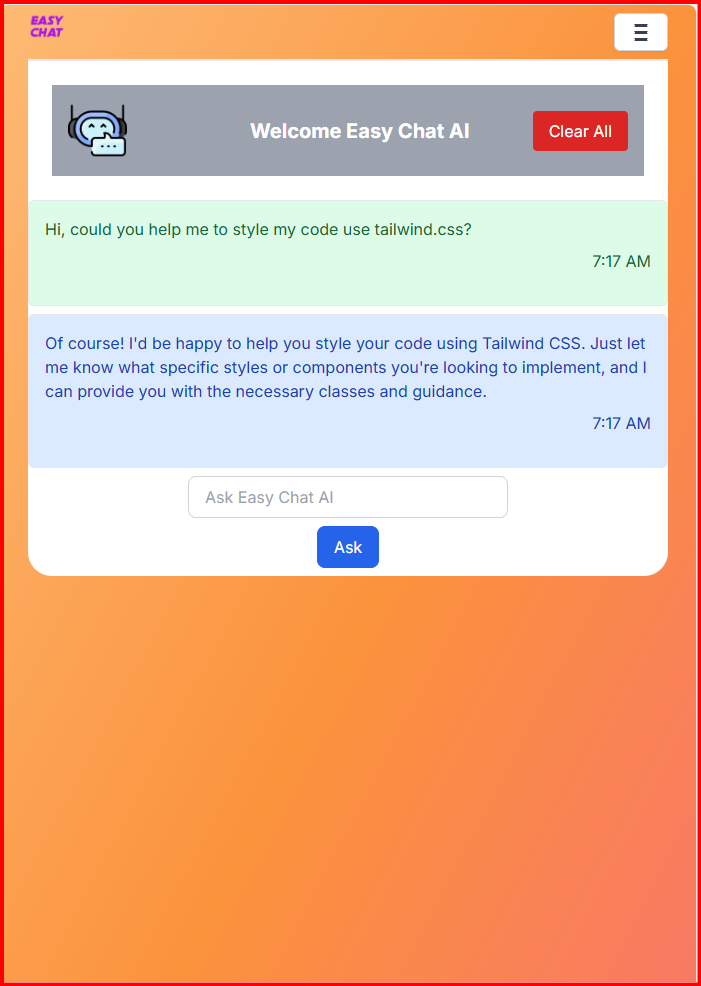 EASY
CHAT
Welcome Easy Chat AI
Clear All
Hi, could you help me to style my code use tailwind.css?
7:17 AM
Of course! I'd be happy to help you style your code using Tailwind CSS. Just let
me know what specific styles or components you're looking to implement, and I
can provide you with the necessary classes and guidance.
7:17 AM
Ask Easy Chat AI
Ask